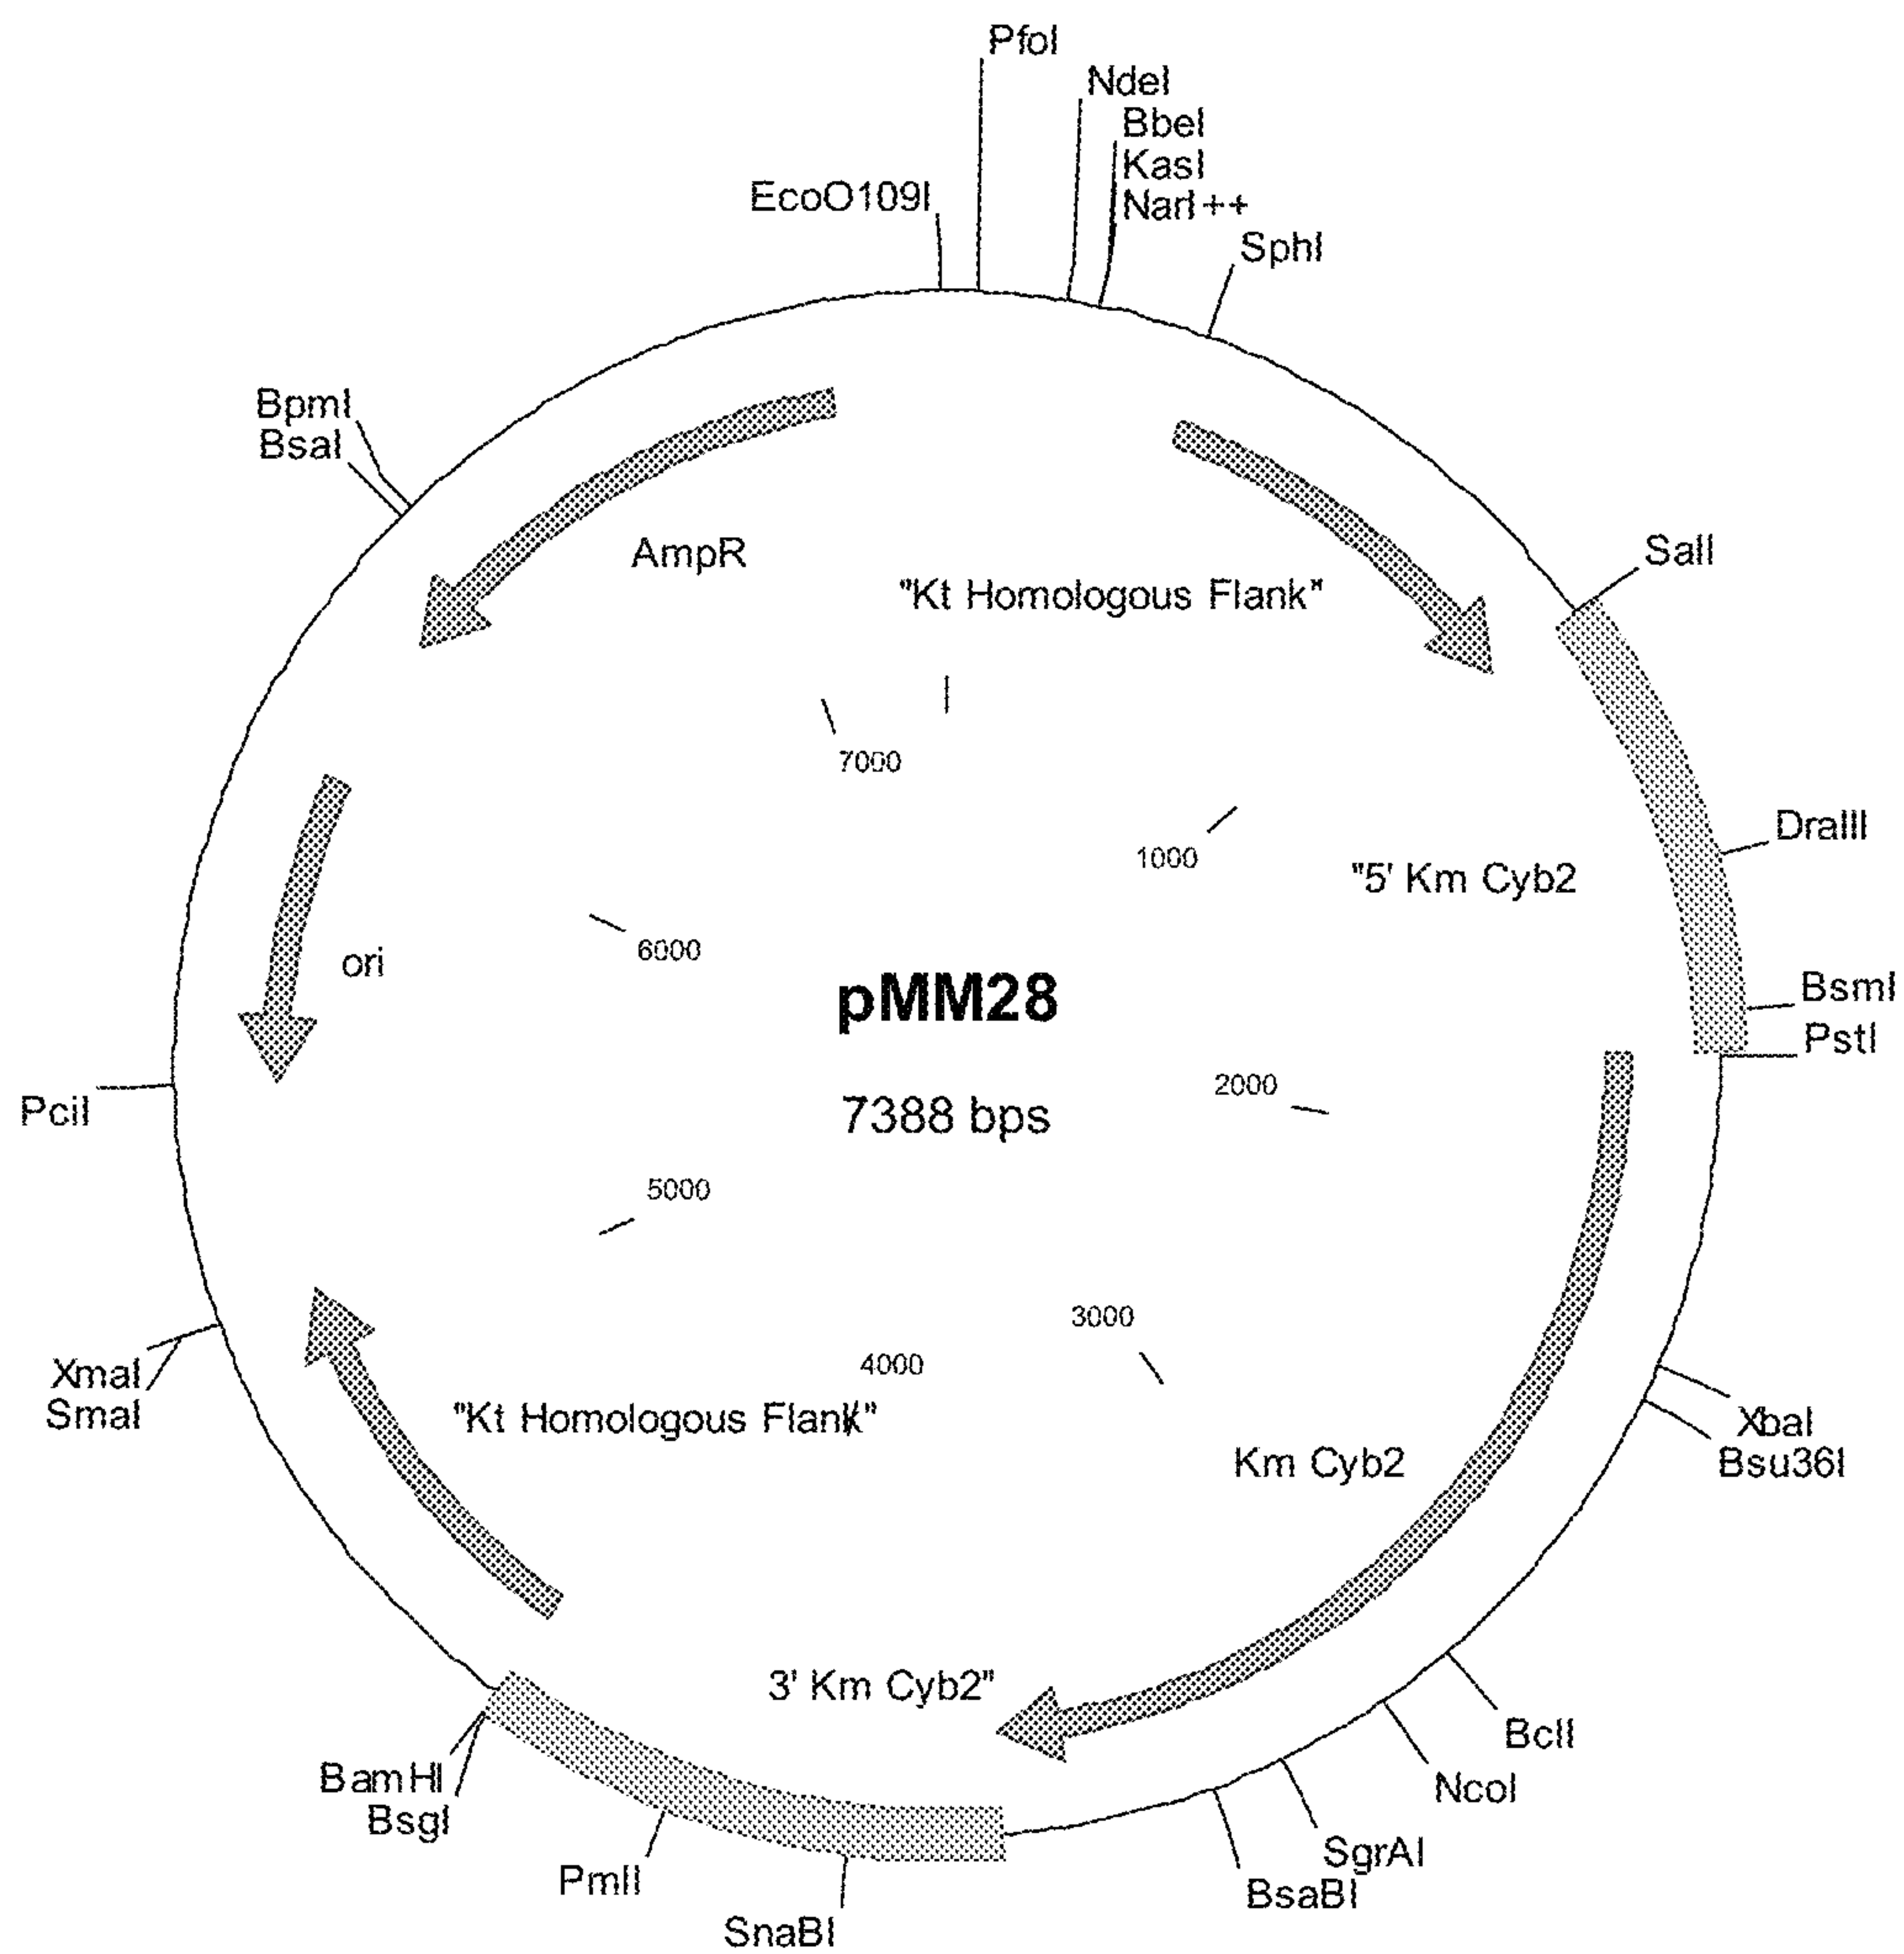 PfoI
NdeI
BbeI
KasI
NarI++
EcoO109I
SphI
BpmI
BsaI
SalI
AmpR
"Kt Homologous Flank"
7000
DraIII
1000
"5' Km Cyb2
6000
ori
BsmI
pMM28
PstI
2000
PciI
7388 bps
5000
3000
4000
XmaI
SmaI
"Kt Homologous Flank"
XbaI
Bsu36I
Km Cyb2
3' Km Cyb2"
BclI
BamHI
NcoI
BsgI
SgrAI
PmlI
BsaBI
SnaBI